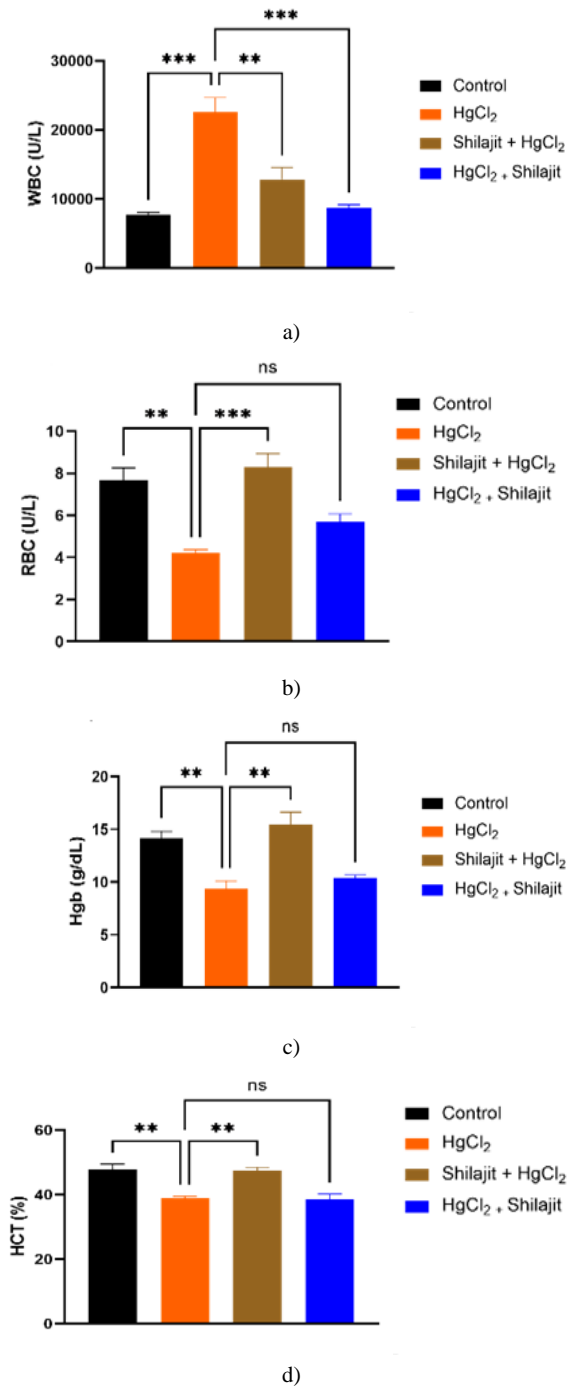 ***
*** **
30000
20000
10000
0
WBC (U/L)
Control
HgCl₂
Shilajit + HgCl₂
HgCl₂ + Shilajit
a)
ns
** ***
10
8
6
4
2
0
RBC (U/L)
Control
HgCl₂
Shilajit + HgCl₂
HgCl₂ + Shilajit
b)
ns
** **
20
15
10
5
0
Hgb (g/dL)
Control
HgCl₂
Shilajit + HgCl₂
HgCl₂ + Shilajit
c)
ns
** **
60
40
20
0
HCT (%)
Control
HgCl₂
Shilajit + HgCl₂
HgCl₂ + Shilajit
d)